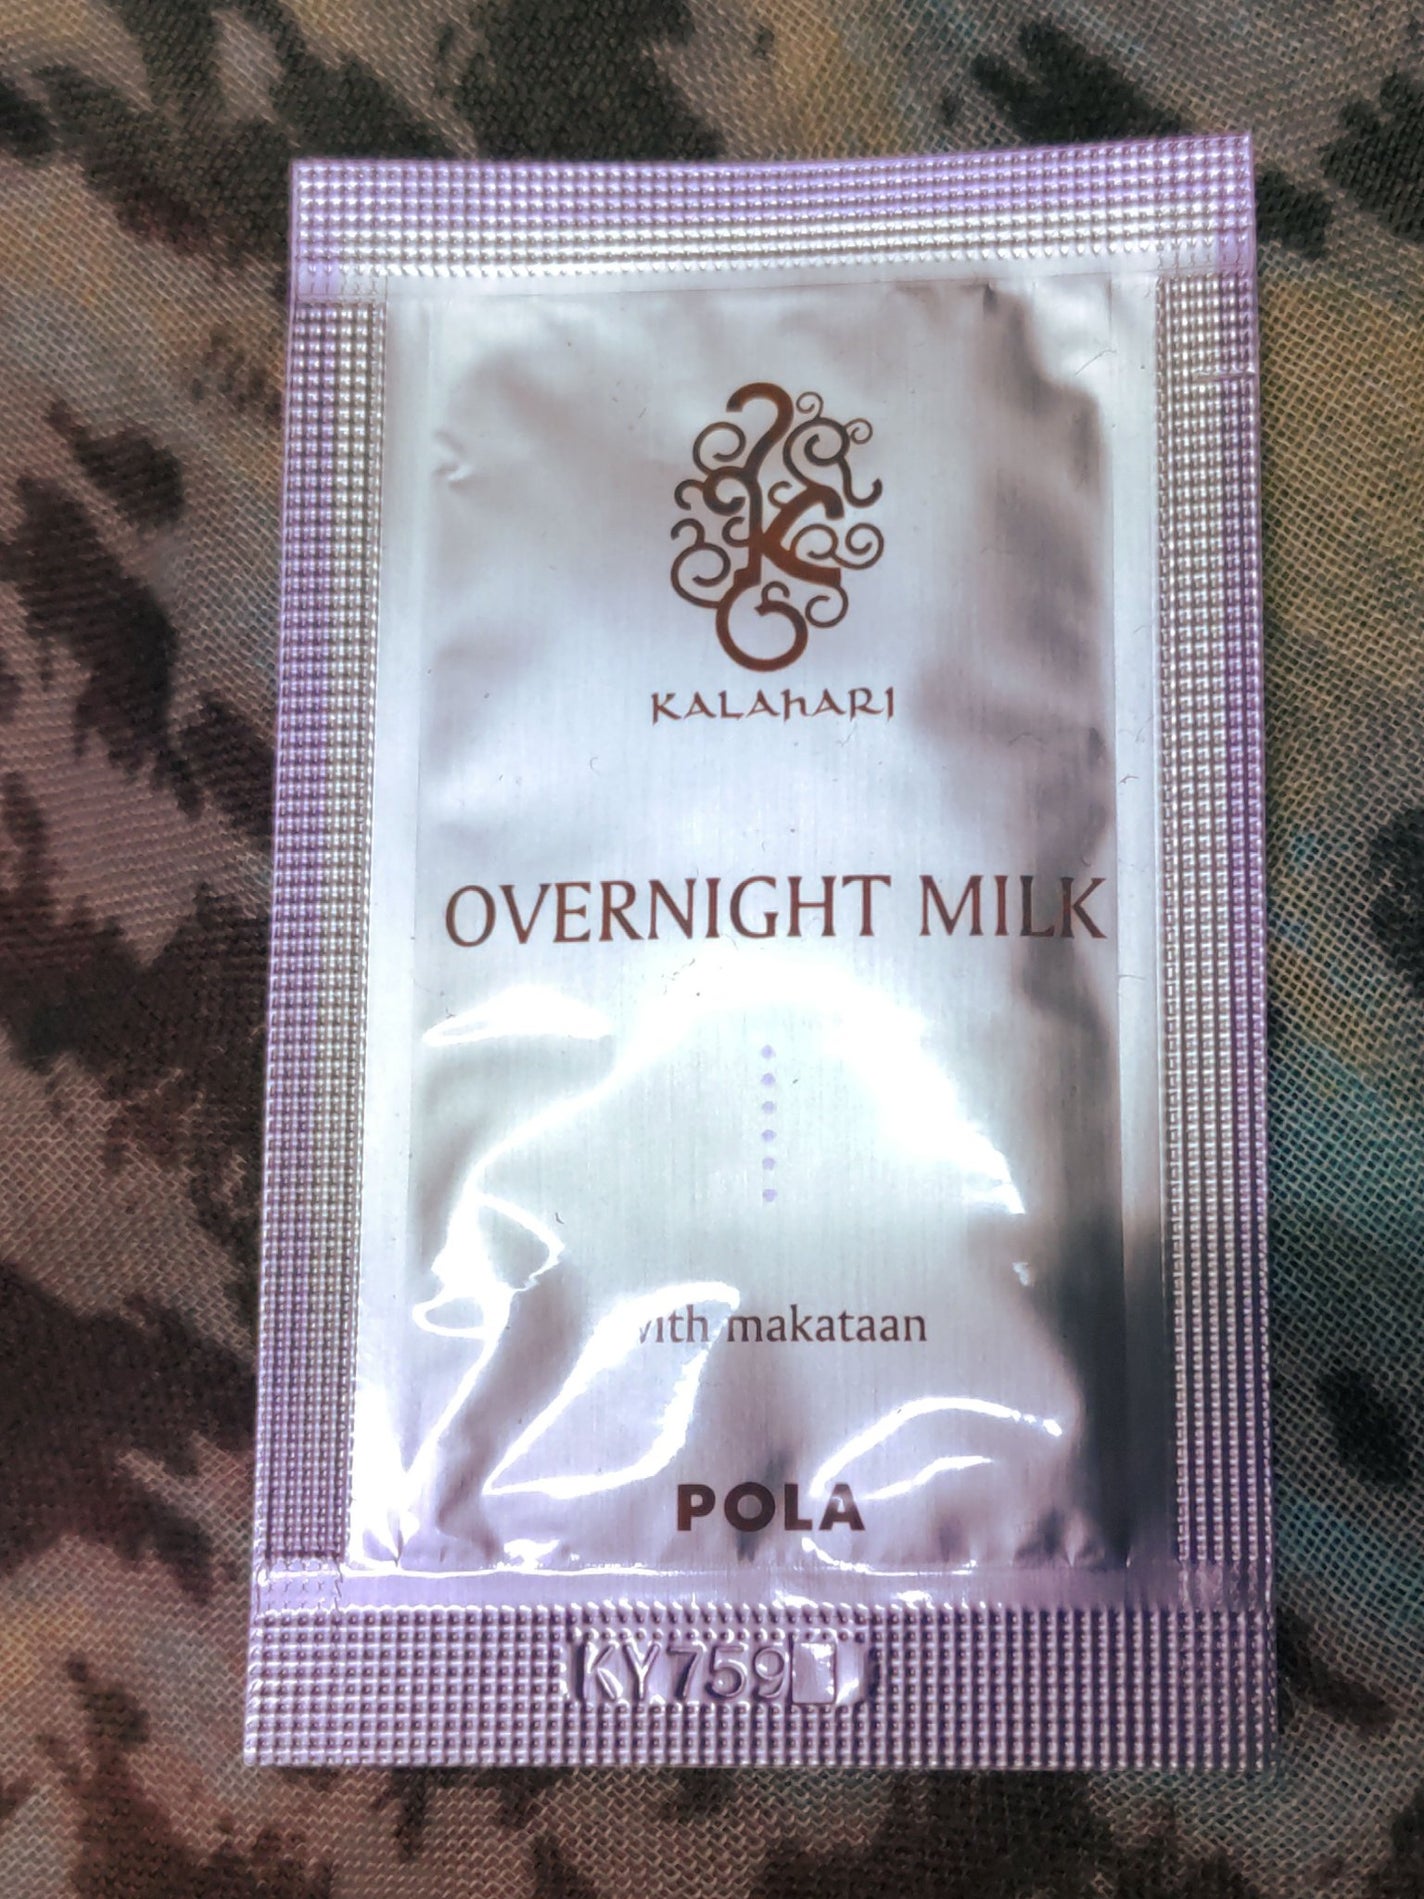 KALAhARI
OVERNIGHT MILK
with makataan
POLA
KY759